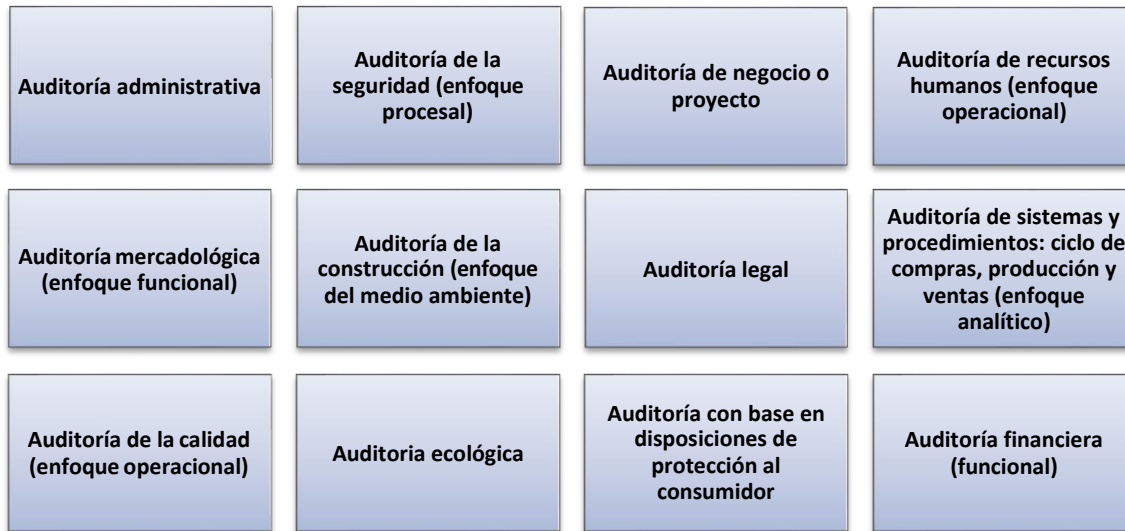 Auditoría administrativa
Auditoría de la
seguridad (enfoque
procesal)
Auditoría de negocio o
proyecto
Auditoría de recursos
humanos (enfoque
operacional)
Auditoría mercadológica
(enfoque funcional)
Auditoría de la
construcción (enfoque
del medio ambiente)
Auditoría legal
Auditoría de sistemas y
procedimientos: ciclo de
compras, producción y
ventas (enfoque
analítico)
Auditoría de la calidad
(enfoque operacional)
Auditoria ecológica
Auditoría con base en
disposiciones de
protección al
consumidor
Auditoría financiera
(funcional)